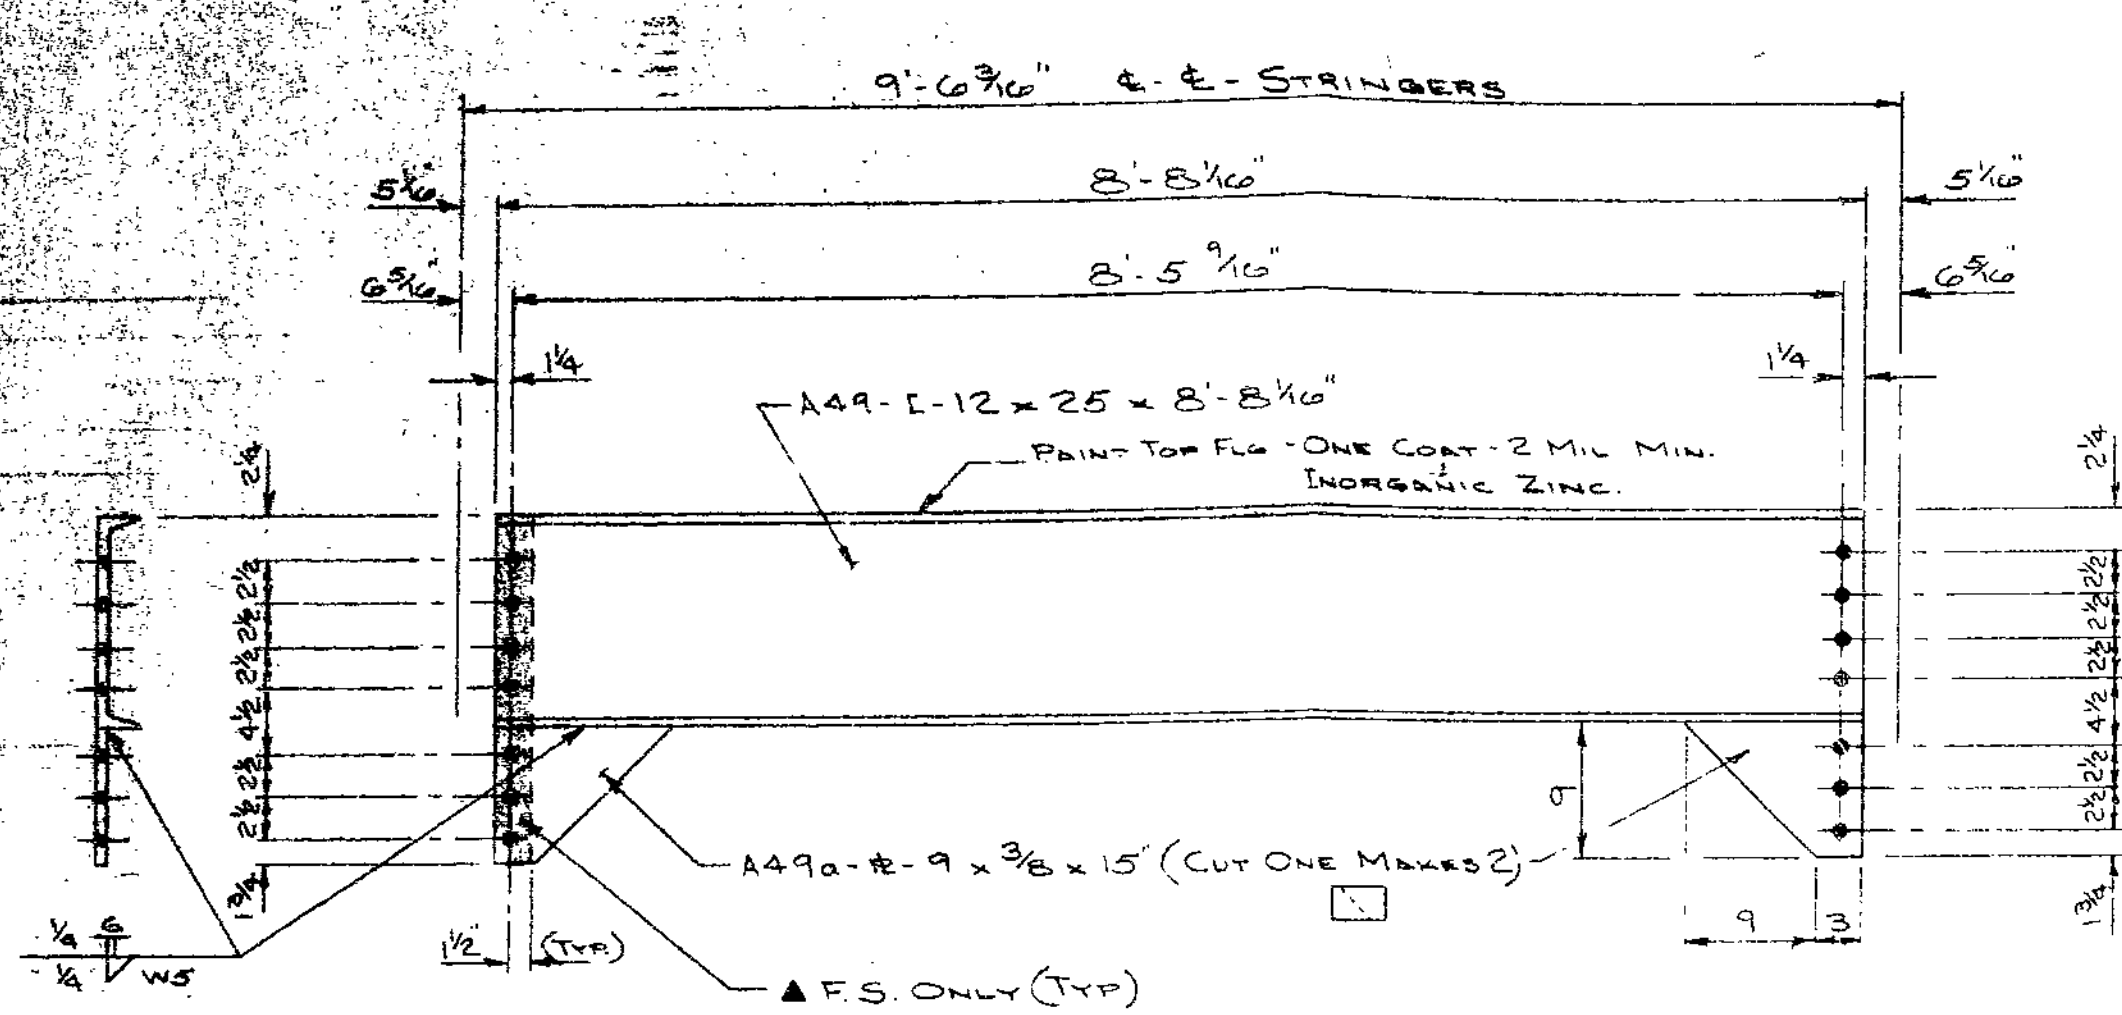 9'-6 3/16" ℄-℄-STRINGERS
5 1/16" 8'-8 1/16" 5 1/16"
6 5/16" 8'-5 9/16" 6 5/16"
1 1/4 1 1/4
A49-[-12 x 25 x 8'-8 1/16"
PAINT TOP FLG - ONE COAT - 2 MIL MIN.
INORGANIC ZINC.
2 1/4
2 1/2
2 1/2
2 1/2
4 1/2
2 1/2
2 1/2
1 3/4
2 1/4
2 1/2
2 1/2
2 1/2
4 1/2
2 1/2
2 1/2
1 3/4
9
A49a-℄-9 x 3/8 x 15" (CUT ONE MAKES 2)
9 3
1 1/2" (TYP.)
1/4 6
1/4 W5
▲ F.S. ONLY (TYP)